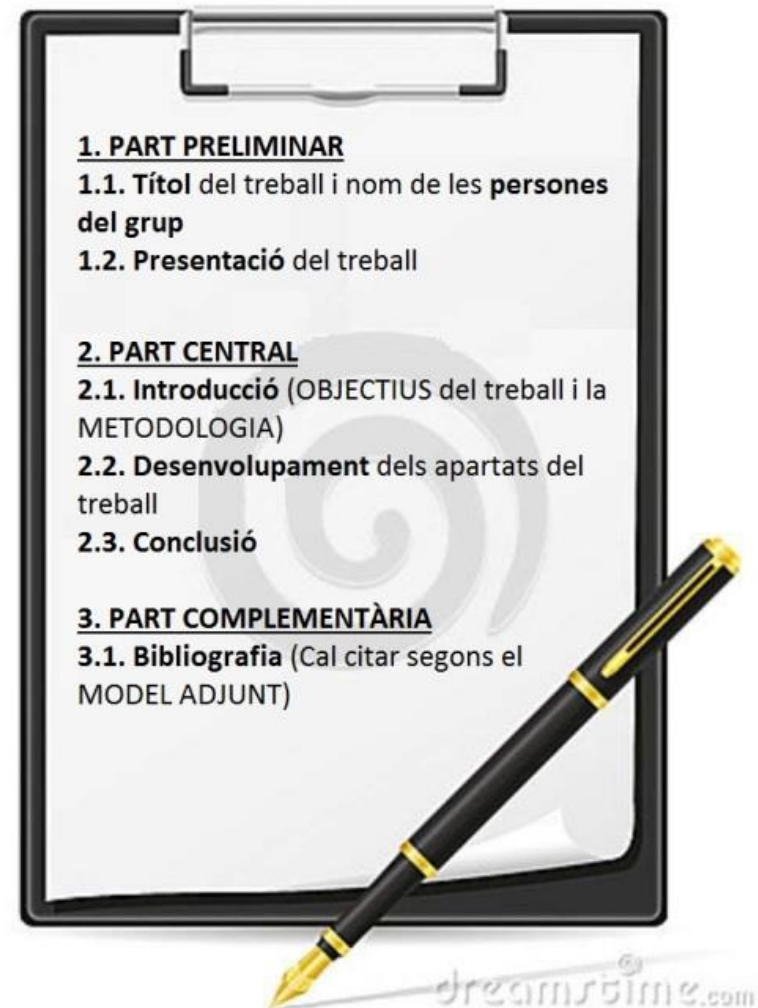 1. PART PRELIMINAR
1.1. Títol del treball i nom de les persones
del grup
1.2. Presentació del treball
2. PART CENTRAL
2.1. Introducció (OBJECTIUS del treball i la
METODOLOGIA)
2.2. Desenvolupament dels apartats del
treball
2.3. Conclusió
3. PART COMPLEMENTÀRIA
3.1. Bibliografia (Cal citar segons el
MODEL ADJUNT)
dreamstime.com